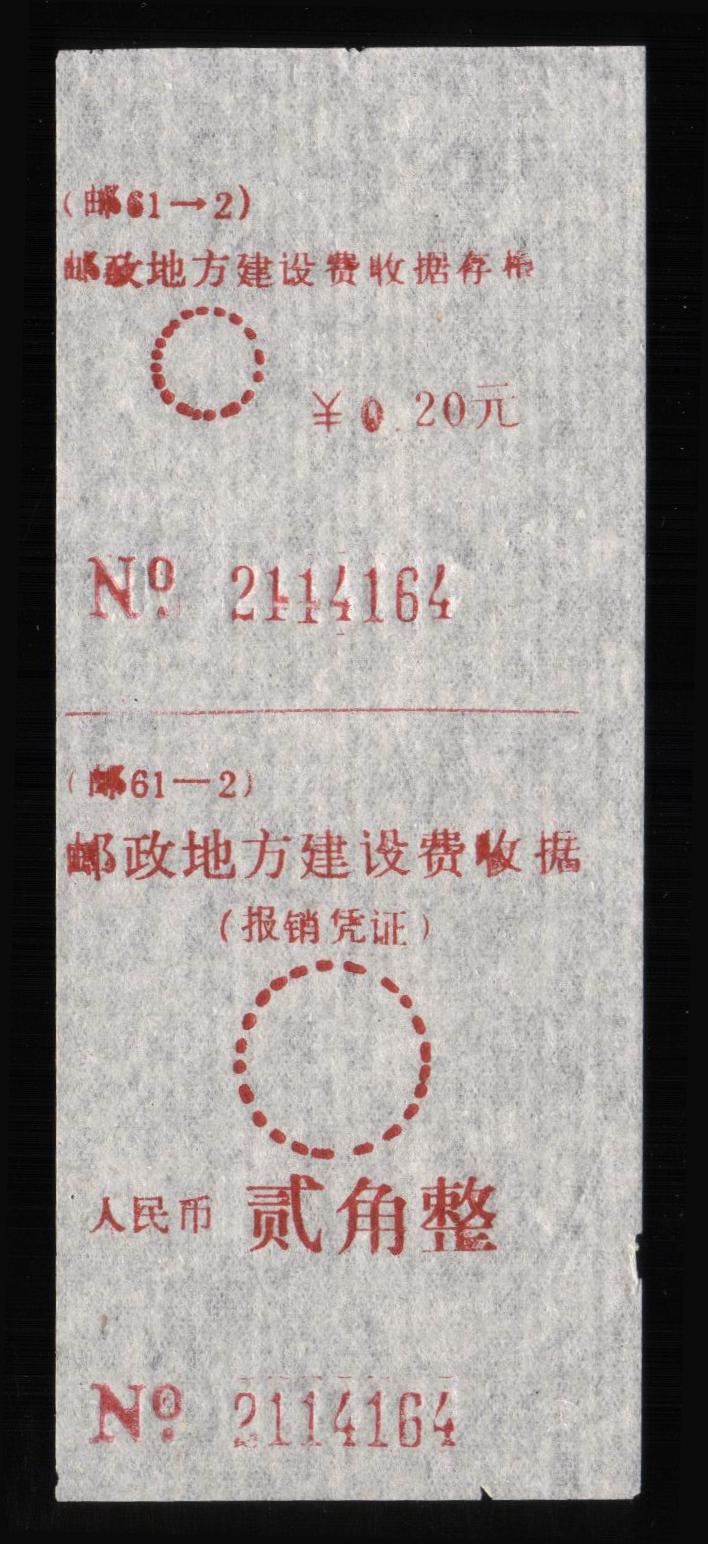 (邮61→2)
邮政地方建设费收据存根
¥0.20元
Nº 2114164
(邮61—2)
邮政地方建设费收据
(报销凭证)
人民币 贰角整
Nº 2114164